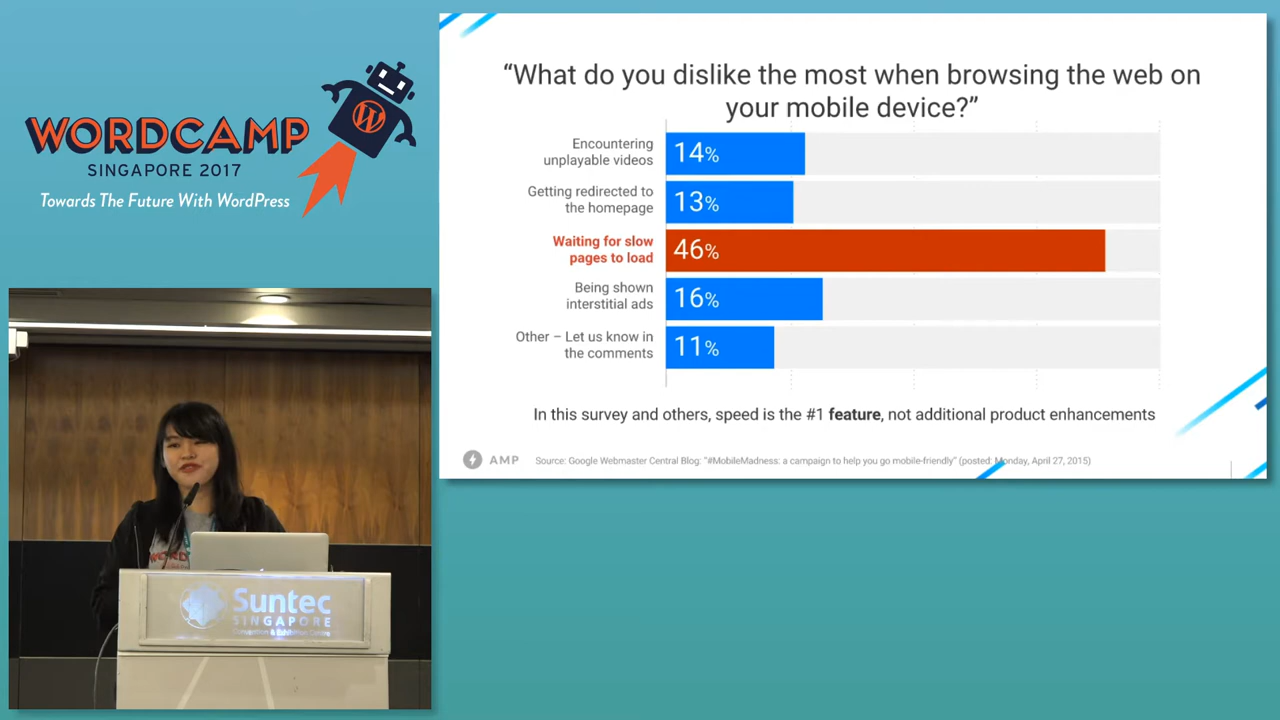 WORDCAMP
SINGAPORE 2017
Towards The Future With WordPress
“What do you dislike the most when browsing the web on
your mobile device?”
Encountering
unplayable videos
14%
Getting redirected to
the homepage
13%
Waiting for slow
pages to load
46%
Being shown
interstitial ads
16%
Other – Let us know in
the comments
11%
In this survey and others, speed is the #1 feature, not additional product enhancements
AMP
Source: Google Webmaster Central Blog: “#MobileMadness: a campaign to help you go mobile-friendly” (posted: Monday, April 27, 2015)
Suntec
SINGAPORE
Convention & Exhibition Centre